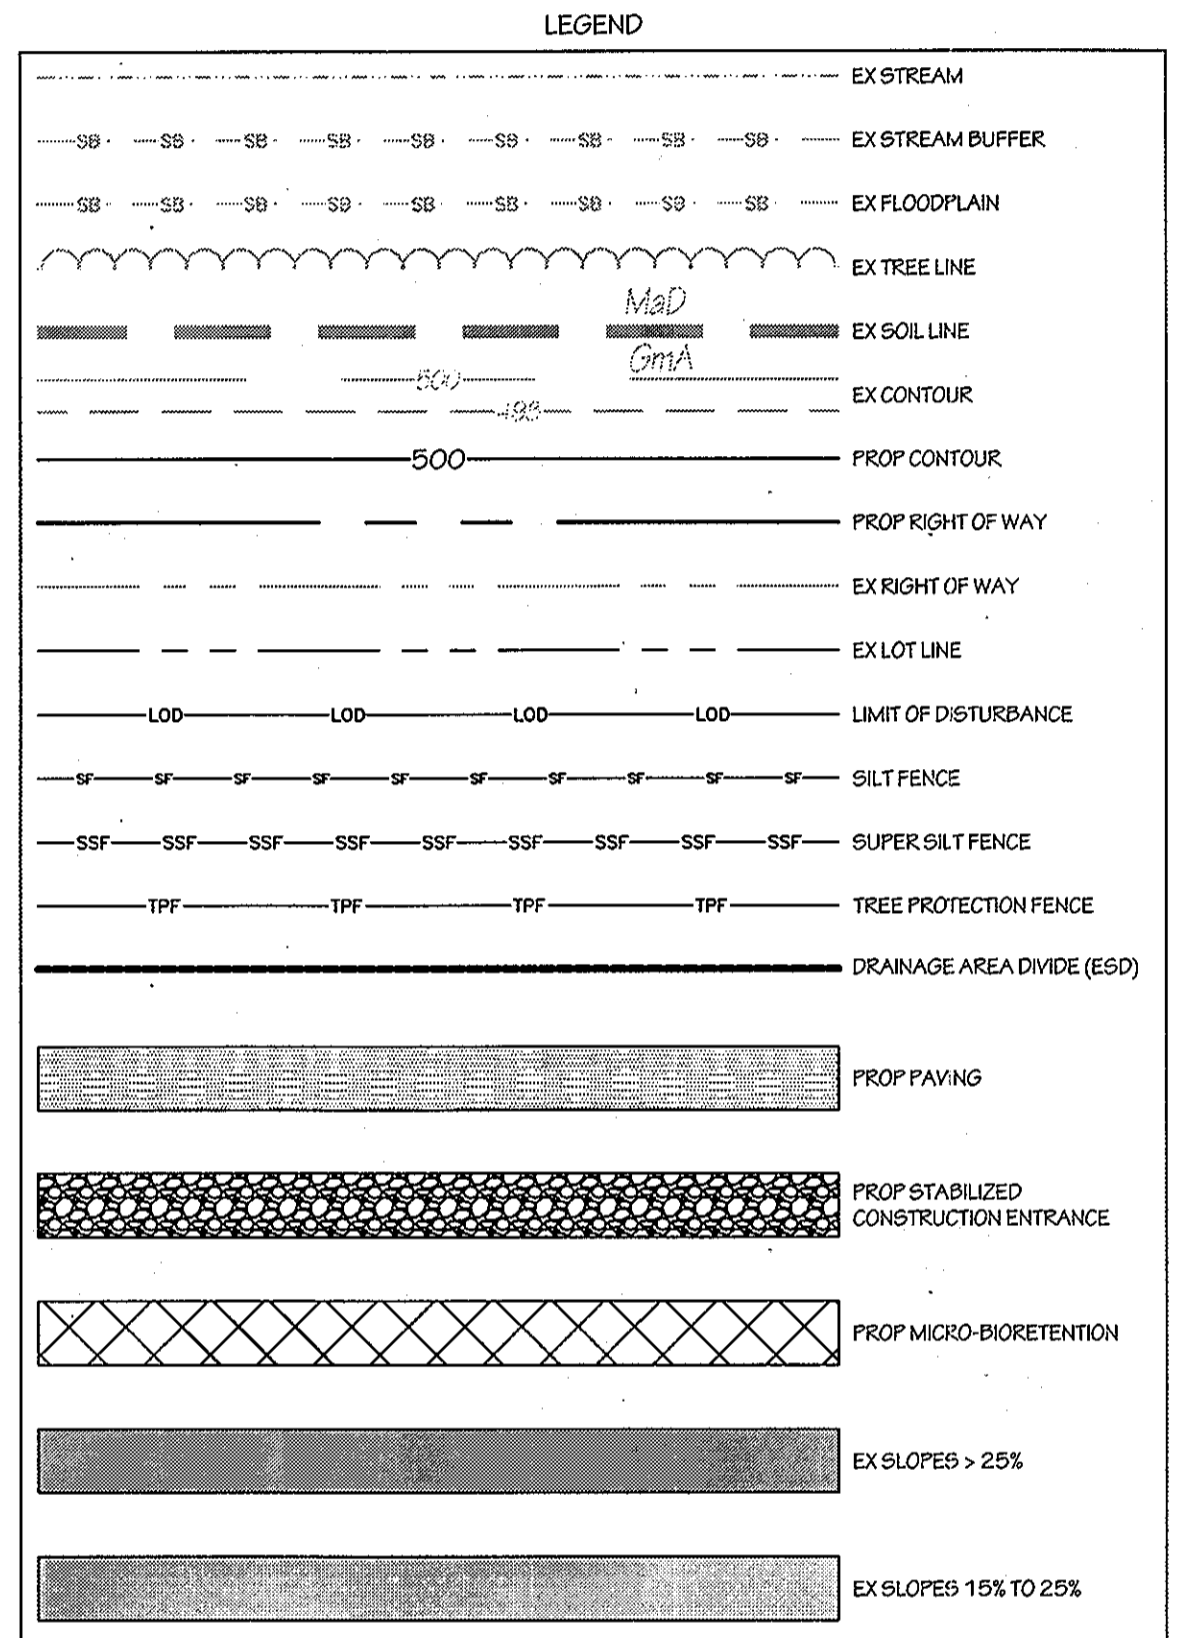 LEGEND
EX STREAM
SB SB SB SB SB SB SB SB SB EX STREAM BUFFER
SB SB SB SB SB SB SB SB SB EX FLOODPLAIN
EX TREE LINE
MaD
EX SOIL LINE
GmA
500
EX CONTOUR
498
500 PROP CONTOUR
PROP RIGHT OF WAY
EX RIGHT OF WAY
EX LOT LINE
LOD LOD LOD LOD LIMIT OF DISTURBANCE
SF SF SF SF SF SF SF SF SF SF SILT FENCE
SSF SSF SSF SSF SSF SSF SSF SSF SSF SUPER SILT FENCE
TPF TPF TPF TPF TREE PROTECTION FENCE
DRAINAGE AREA DIVIDE (ESD)
PROP PAVING
PROP STABILIZED
CONSTRUCTION ENTRANCE
PROP MICRO-BIORETENTION
EX SLOPES > 25%
EX SLOPES 15% TO 25%